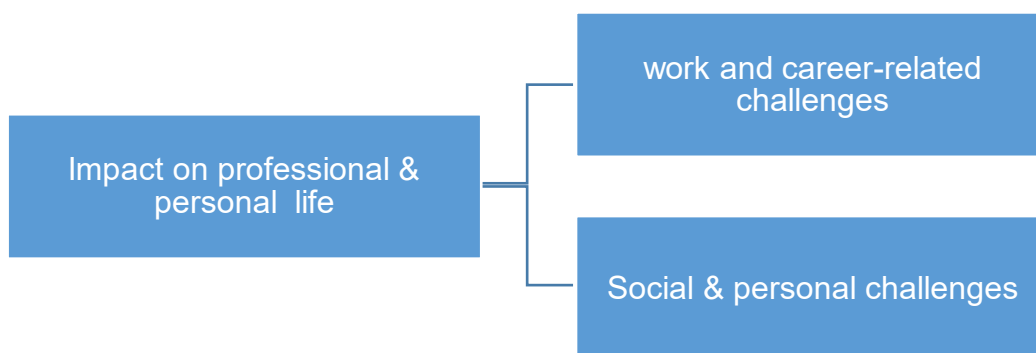 Impact on professional &
personal  life
work and career-related
challenges
Social & personal challenges